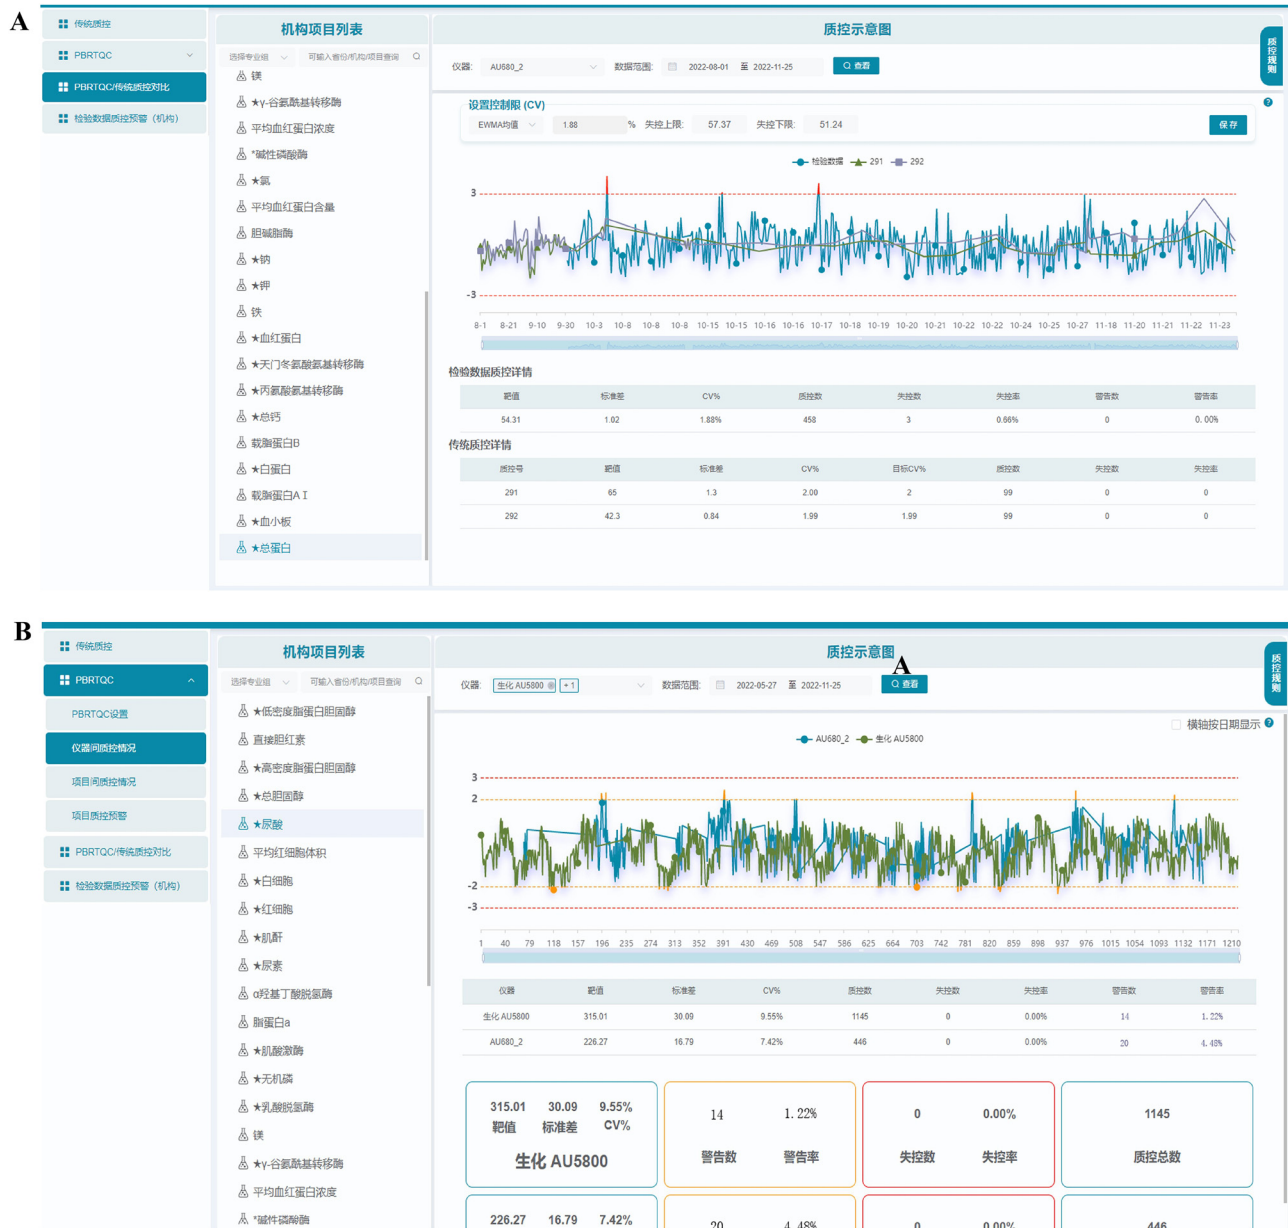 A
传统质控
PBRTQC
PBRTQC/传统质控对比
检验数据质控预警（机构）
机构项目列表
选择专业组 可输入省份/机构/项目查询
镁
★γ-谷氨酰基转移酶
平均血红蛋白浓度
*碱性磷酸酶
★氯
平均血红蛋白含量
胆碱脂酶
★钠
★钾
铁
★血红蛋白
★天门冬氨酸氨基转移酶
★丙氨酸氨基转移酶
★总钙
载脂蛋白B
★白蛋白
载脂蛋白A I
★血小板
★总蛋白
质控示意图
质控规则
仪器: AU680_2 数据范围: 2022-08-01 至 2022-11-25 查看
设置控制限 (CV)
EWMA均值 1.88 % 失控上限: 57.37 失控下限: 51.24 保存
检验数据 291 292
3
-3
8-1 8-21 9-10 9-30 10-3 10-8 10-8 10-8 10-15 10-15 10-16 10-16 10-17 10-18 10-19 10-20 10-21 10-22 10-22 10-24 10-25 10-27 11-18 11-20 11-21 11-22 11-23
检验数据质控详情
靶值 标准差 CV% 质控数 失控数 失控率 警告数 警告率
54.31 1.02 1.88% 458 3 0.66% 0 0.00%
传统质控详情
质控号 靶值 标准差 CV% 目标CV% 质控数 失控数 失控率
291 65 1.3 2.00 2 99 0 0
292 42.3 0.84 1.99 1.99 99 0 0
B
传统质控
PBRTQC
PBRTQC设置
仪器间质控情况
项目间质控情况
项目质控预警
PBRTQC/传统质控对比
检验数据质控预警（机构）
机构项目列表
选择专业组 可输入省份/机构/项目查询
★低密度脂蛋白胆固醇
直接胆红素
★高密度脂蛋白胆固醇
★总胆固醇
★尿酸
平均红细胞体积
★白细胞
★红细胞
★肌酐
★尿素
α羟基丁酸脱氢酶
脂蛋白a
★肌酸激酶
★无机磷
★乳酸脱氢酶
镁
★γ-谷氨酰基转移酶
平均血红蛋白浓度
*碱性磷酸酶
质控示意图
A
质控规则
仪器: 生化 AU5800 + 1 数据范围: 2022-05-27 至 2022-11-25 查看
横轴按日期显示
AU680_2 生化 AU5800
3
2
-2
-3
1 40 79 118 157 196 235 274 313 352 391 430 469 508 547 586 625 664 703 742 781 820 859 898 937 976 1015 1054 1093 1132 1171 1210
仪器 靶值 标准差 CV% 质控数 失控数 失控率 警告数 警告率
生化 AU5800 315.01 30.09 9.55% 1145 0 0.00% 14 1.22%
AU680_2 226.27 16.79 7.42% 446 0 0.00% 20 4.48%
315.01 30.09 9.55% 14 1.22% 0 0.00% 1145
靶值 标准差 CV% 警告数 警告率 失控数 失控率 质控总数
生化 AU5800
226.27 16.79 7.42% 20 4.48% 0 0.00% 446